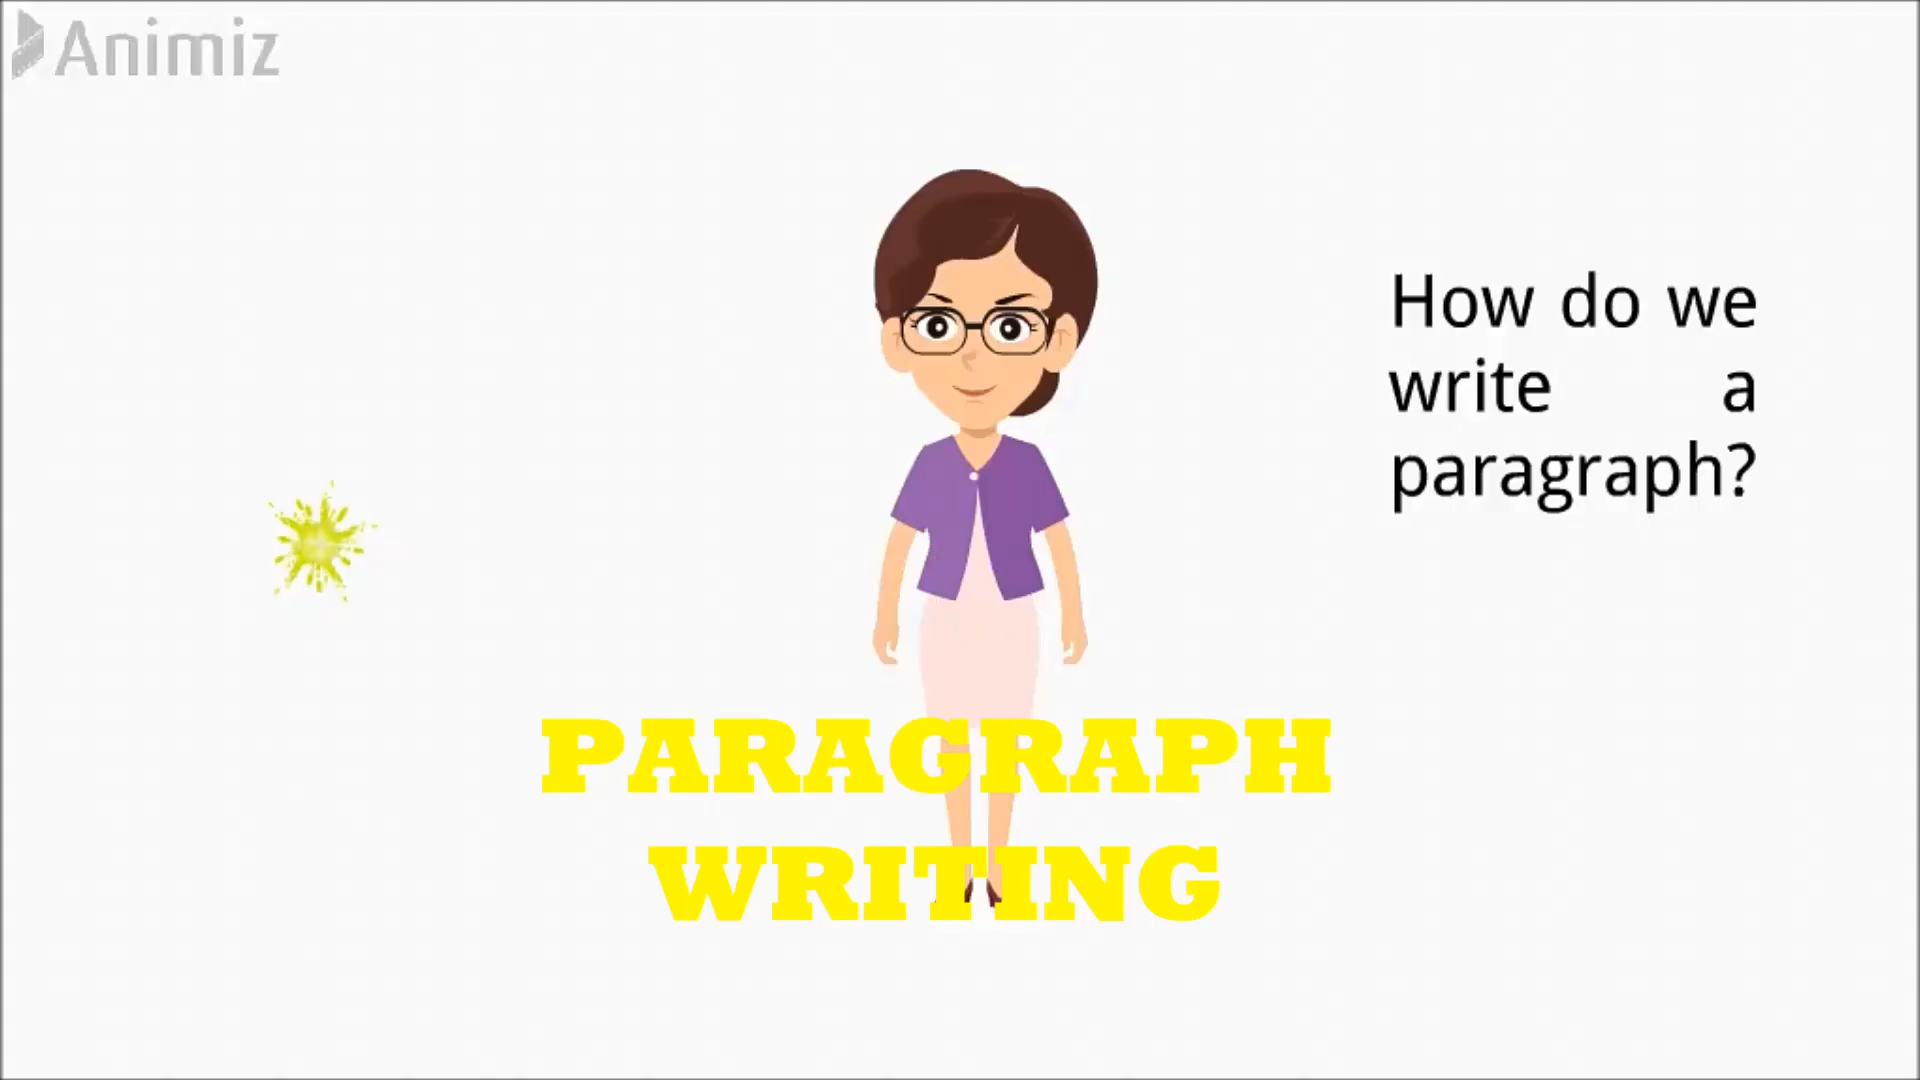 Animiz
How do we
write a
paragraph?
PARAGRAPH
WRITING